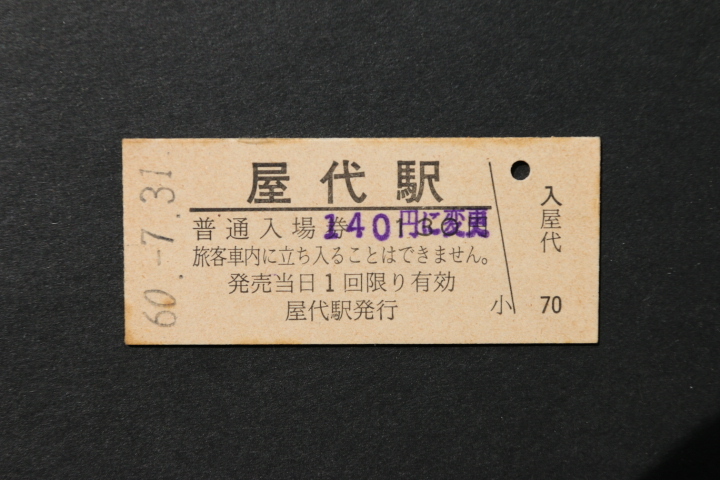 60.-7.31
屋代駅
普通入場券
140円に変更
旅客車内に立ち入ることはできません。
発売当日1回限り有効
屋代駅発行
小
入屋代
70